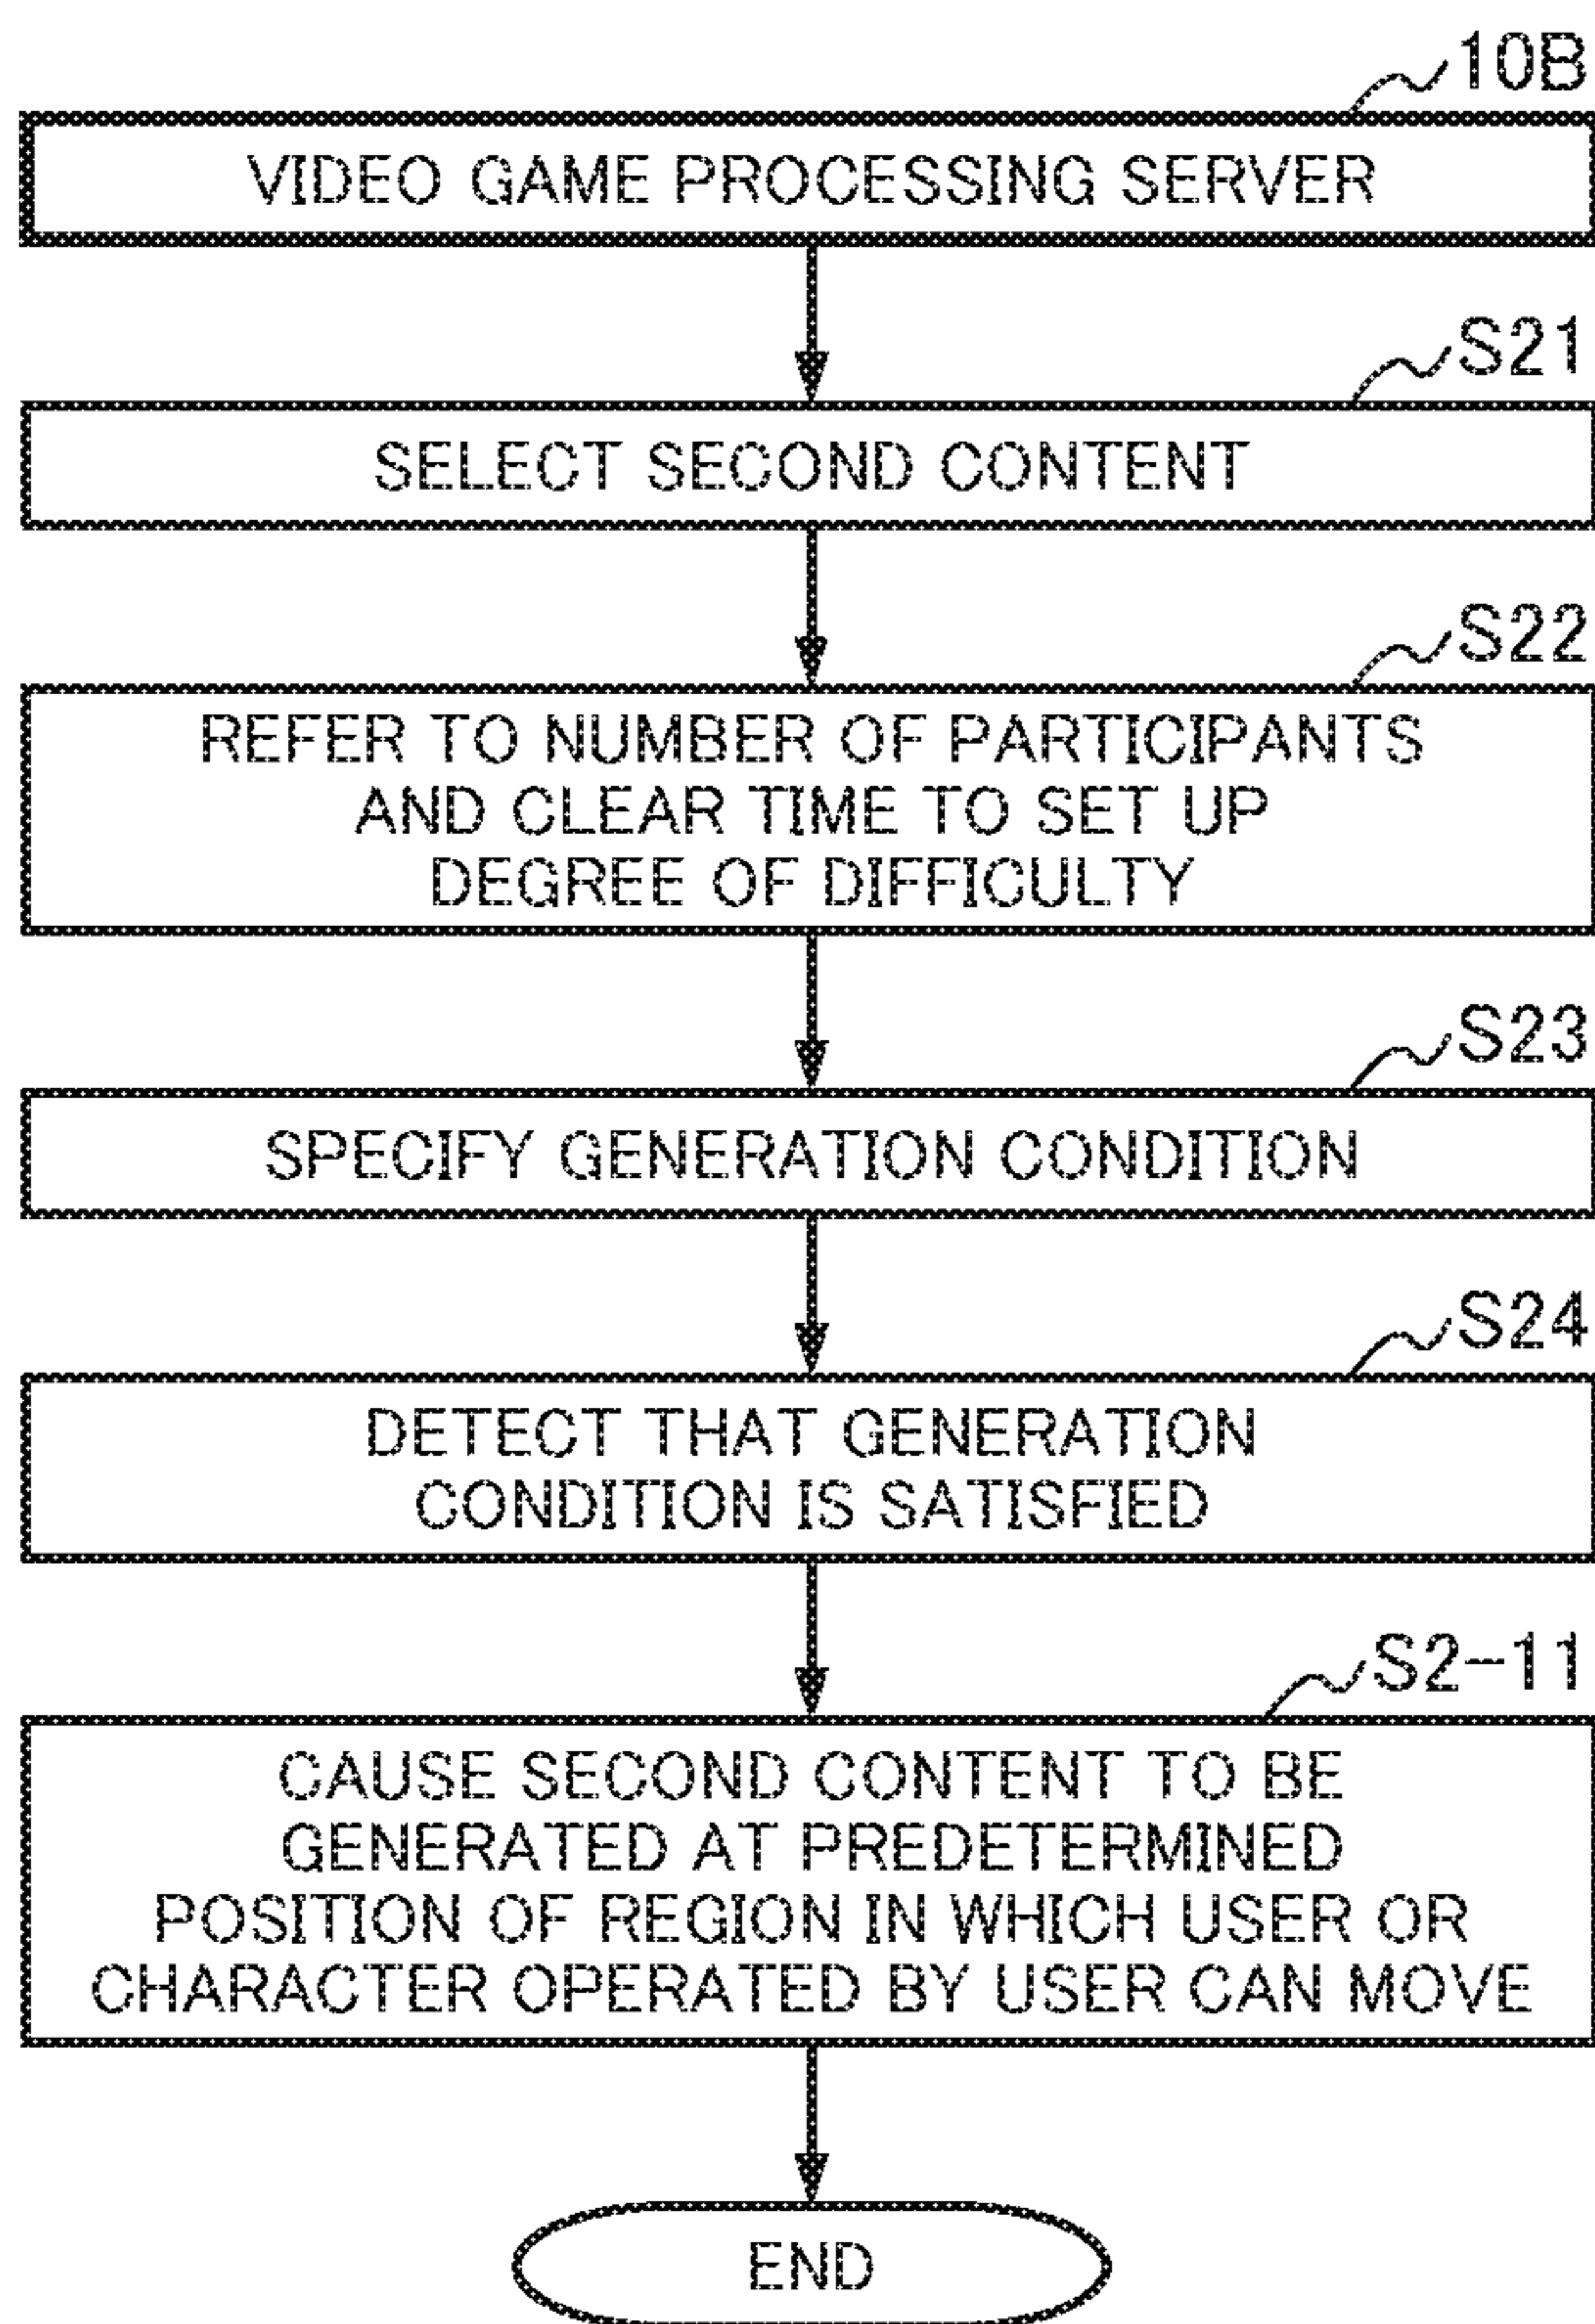 10B
VIDEO GAME PROCESSING SERVER
S21
SELECT SECOND CONTENT
S22
REFER TO NUMBER OF PARTICIPANTS
AND CLEAR TIME TO SET UP
DEGREE OF DIFFICULTY
S23
SPECIFY GENERATION CONDITION
S24
DETECT THAT GENERATION
CONDITION IS SATISFIED
S2-11
CAUSE SECOND CONTENT TO BE
GENERATED AT PREDETERMINED
POSITION OF REGION IN WHICH USER OR
CHARACTER OPERATED BY USER CAN MOVE
END